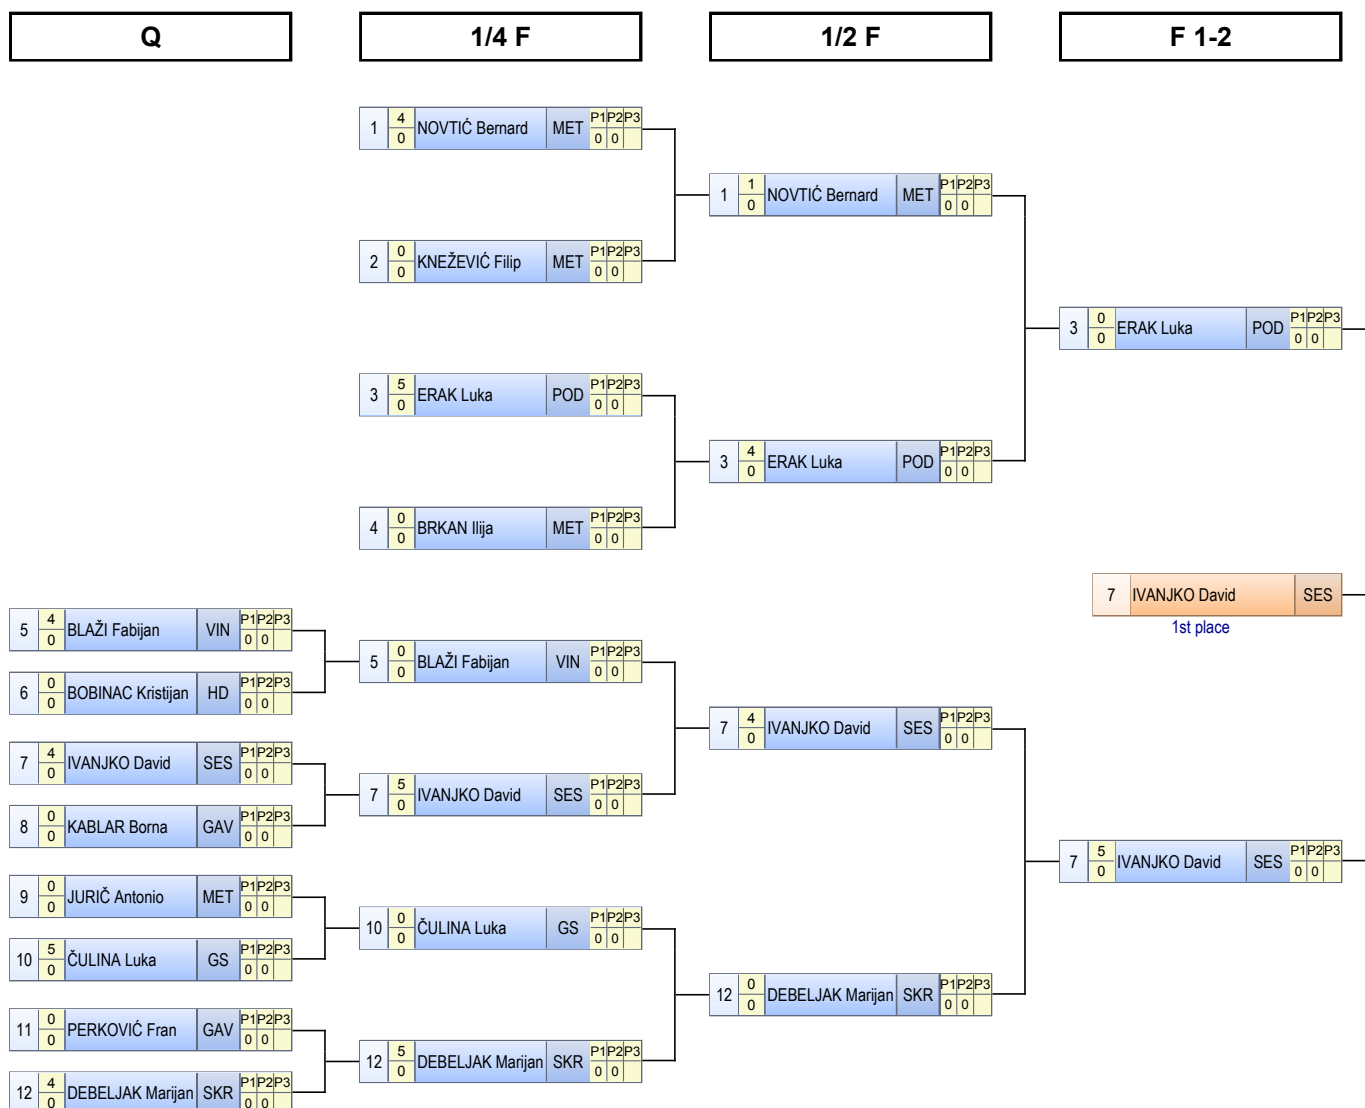 Q 1/4 F 1/2 F F 1-2
1 4 0 NOVTIĆ Bernard MET P1 P2 P3 0 0
1 1 0 NOVTIĆ Bernard MET P1 P2 P3 0 0
2 0 0 KNEŽEVIĆ Filip MET P1 P2 P3 0 0
3 0 0 ERAK Luka POD P1 P2 P3 0 0
3 5 0 ERAK Luka POD P1 P2 P3 0 0
3 4 0 ERAK Luka POD P1 P2 P3 0 0
4 0 0 BRKAN Ilija MET P1 P2 P3 0 0
7 IVANJKO David SES
1st place
5 4 0 BLAŽI Fabijan VIN P1 P2 P3 0 0
5 0 0 BLAŽI Fabijan VIN P1 P2 P3 0 0
6 0 0 BOBINAC Kristijan HD P1 P2 P3 0 0
7 4 0 IVANJKO David SES P1 P2 P3 0 0
7 4 0 IVANJKO David SES P1 P2 P3 0 0
7 5 0 IVANJKO David SES P1 P2 P3 0 0
8 0 0 KABLAR Borna GAV P1 P2 P3 0 0
7 5 0 IVANJKO David SES P1 P2 P3 0 0
9 0 0 JURIČ Antonio MET P1 P2 P3 0 0
10 0 0 ČULINA Luka GS P1 P2 P3 0 0
10 5 0 ČULINA Luka GS P1 P2 P3 0 0
12 0 0 DEBELJAK Marijan SKR P1 P2 P3 0 0
11 0 0 PERKOVIĆ Fran GAV P1 P2 P3 0 0
12 5 0 DEBELJAK Marijan SKR P1 P2 P3 0 0
12 4 0 DEBELJAK Marijan SKR P1 P2 P3 0 0